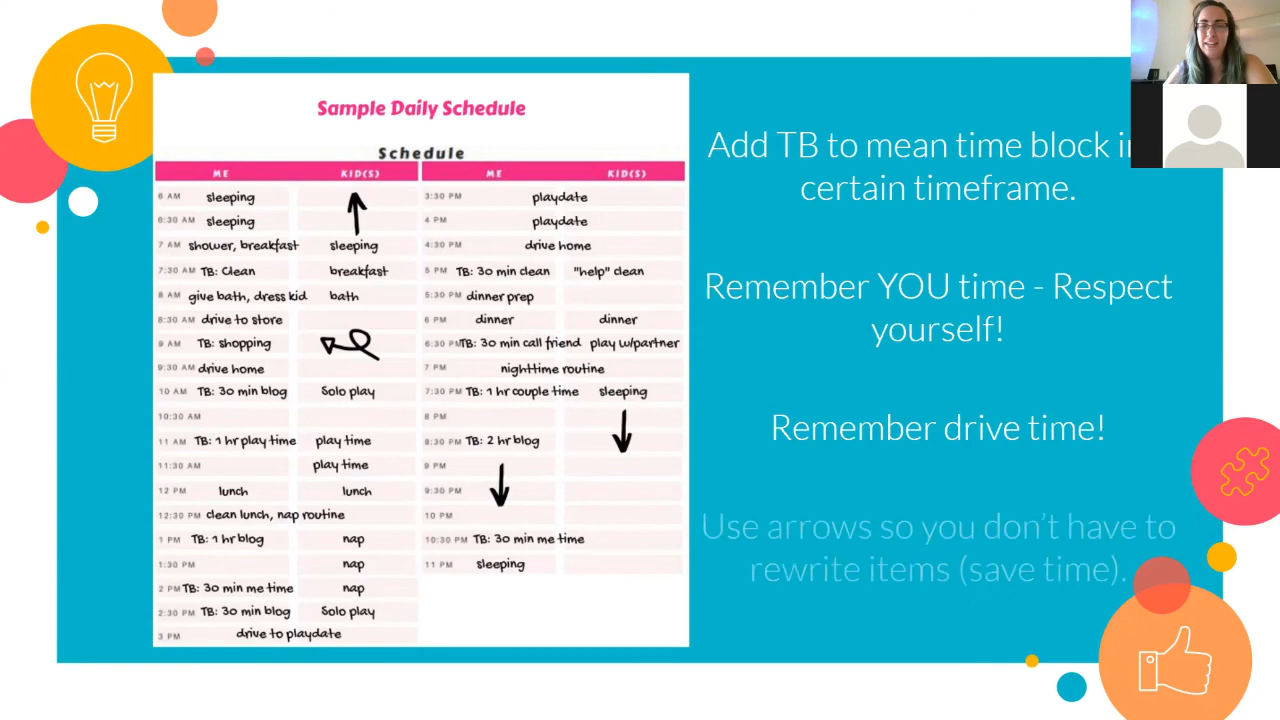 Sample Daily Schedule
Schedule
ME KID(S)
6 AM sleeping
6:30 AM sleeping
7 AM shower, breakfast sleeping
7:30 AM TB: Clean breakfast
8 AM give bath, dress kid bath
8:30 AM drive to store
9 AM TB: shopping
9:30 AM drive home
10 AM TB: 30 min blog Solo play
10:30 AM
11 AM TB: 1 hr play time play time
11:30 AM play time
12 PM lunch lunch
12:30 PM clean lunch, nap routine
1 PM TB: 1 hr blog nap
1:30 PM nap
2 PM TB: 30 min me time nap
2:30 PM TB: 30 min blog Solo play
3 PM drive to playdate
ME KID(S)
3:30 PM playdate
4 PM playdate
4:30 PM drive home
5 PM TB: 30 min clean "help" clean
5:30 PM dinner prep
6 PM dinner dinner
6:30 PM TB: 30 min call friend play w/partner
7 PM nighttime routine
7:30 PM TB: 1 hr couple time sleeping
8 PM
8:30 PM TB: 2 hr blog
9 PM
9:30 PM
10 PM
10:30 PM TB: 30 min me time
11 PM sleeping
Add TB to mean time block
certain timeframe.
Remember YOU time - Respect
yourself!
Remember drive time!
Use arrows so you don't have to
rewrite items (save time).